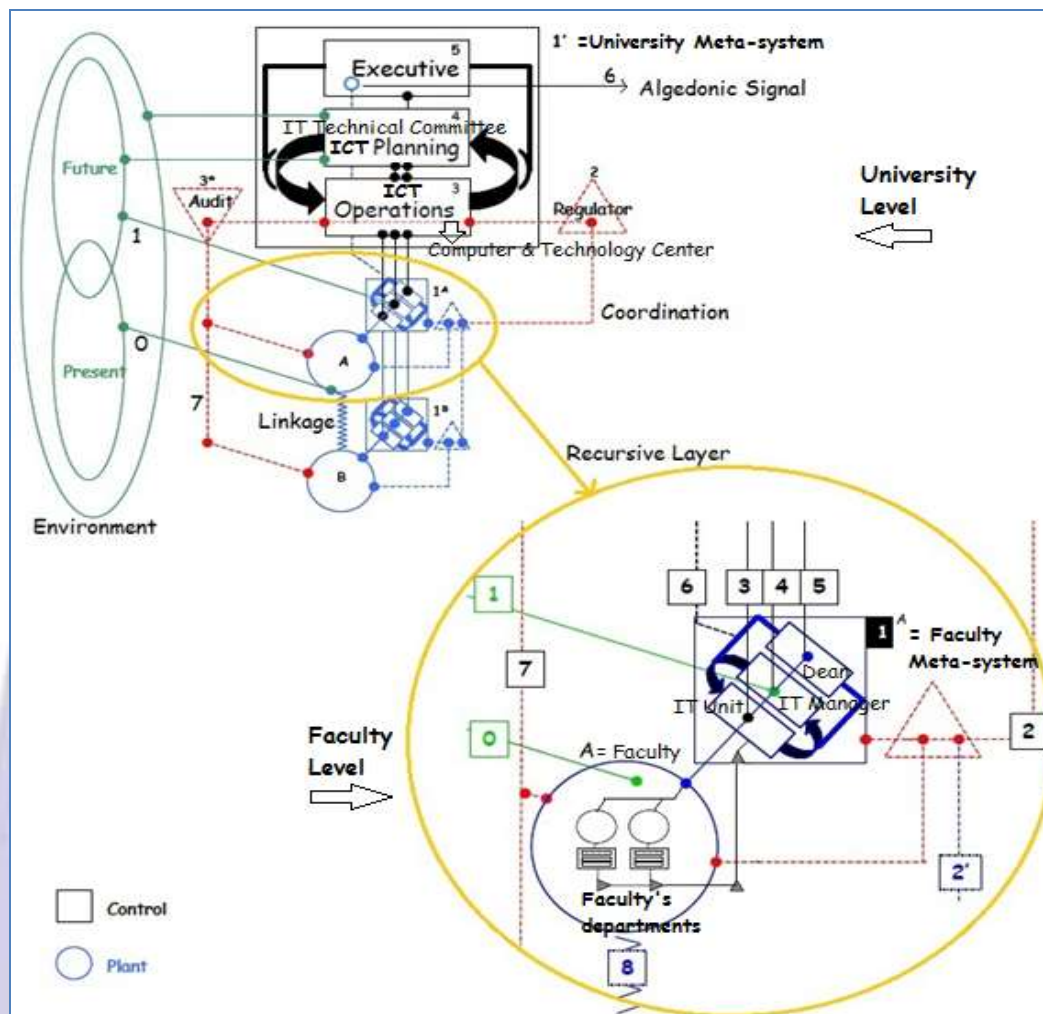 5
Executive
1' =University Meta-system
6
Algedonic Signal
4
IT Technical Committee
ICT Planning
Future
3*
Audit
3
ICT
Operations
2
Regulator
University
Level
Computer & Technology Center
1
1A
Coordination
0
A
Present
7
Linkage
1B
Recursive Layer
B
Environment
6
3
4
5
1
1 A = Faculty
Meta-system
7
Dean
IT Manager
IT Unit
2
0
A= Faculty
Faculty
Level
2'
Faculty's
departments
Control
8
Plant